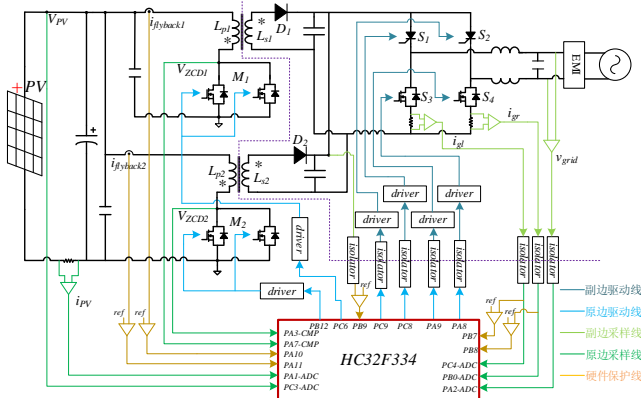 V_PV
i_flyback1
L_p1
*
*
L_s1
D_1
S_1
S_2
+
PV
V_ZCD1
M_1
S_3
S_4
EMI
+
i_gl
i_gr
v_grid
i_flyback2
L_p2
*
*
L_s2
D_2
V_ZCD2
M_2
driver
driver
driver
driver
driver
driver
isolator
isolator
isolator
isolator
isolator
isolator
isolator
isolator
i_PV
ref
ref
ref
ref
ref
PB12
PC6
PB9
PC9
PC8
PA9
PA8
PA3-CMP
PA7-CMP
PA10
PA11
PA1-ADC
PC3-ADC
HC32F334
PB7
PB8
PC4-ADC
PB0-ADC
PA2-ADC
副边驱动线
原边驱动线
副边采样线
原边采样线
硬件保护线